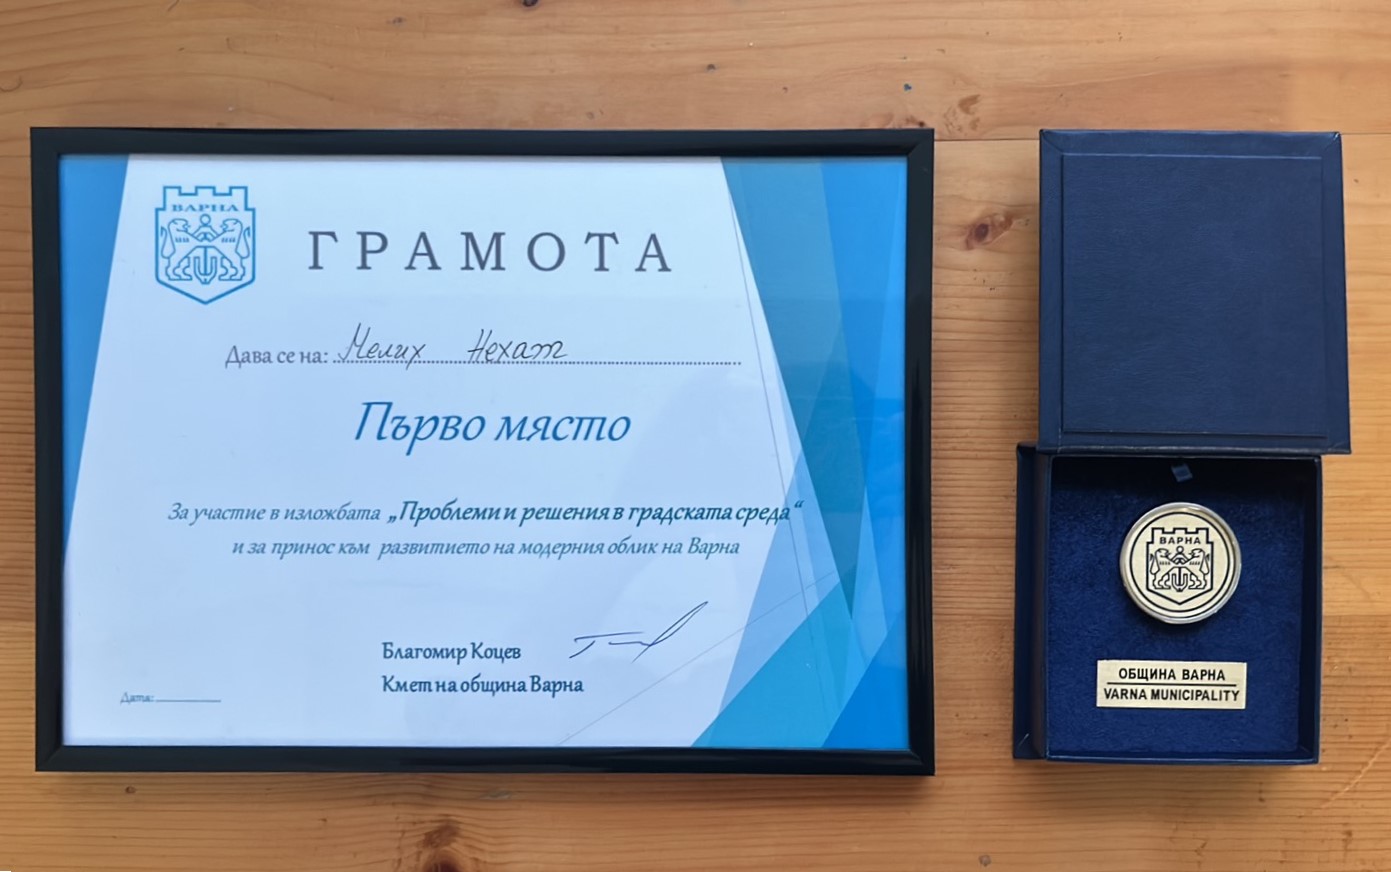 ВАРНА
ГРАМОТА
Дава се на: Мелих Нехат
Първо място
За участие в изложбата „Проблеми и решения в градската среда“
и за принос към развитието на модерния облик на Варна
Благомир Коцев
Кмет на община Варна
Дата:
ВАРНА
ОБЩИНА ВАРНА
VARNA MUNICIPALITY